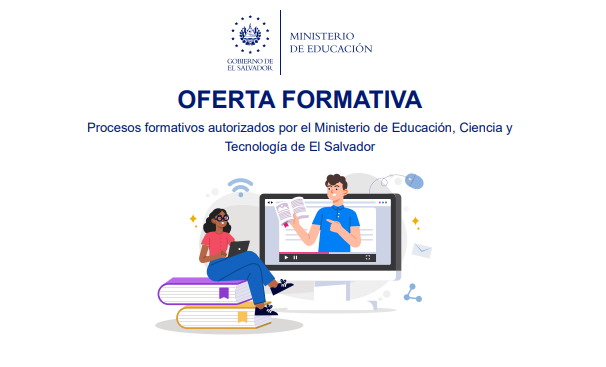 GOBIERNO DE
EL SALVADOR
MINISTERIO
DE EDUCACIÓN
OFERTA FORMATIVA
Procesos formativos autorizados por el Ministerio de Educación, Ciencia y
Tecnología de El Salvador